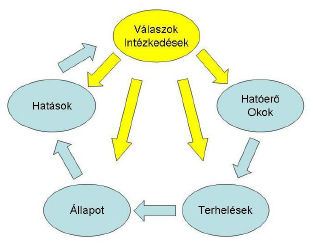 Válaszok
Intézkedések
Hatások
Hatóerő
Okok
Állapot
Terhelések